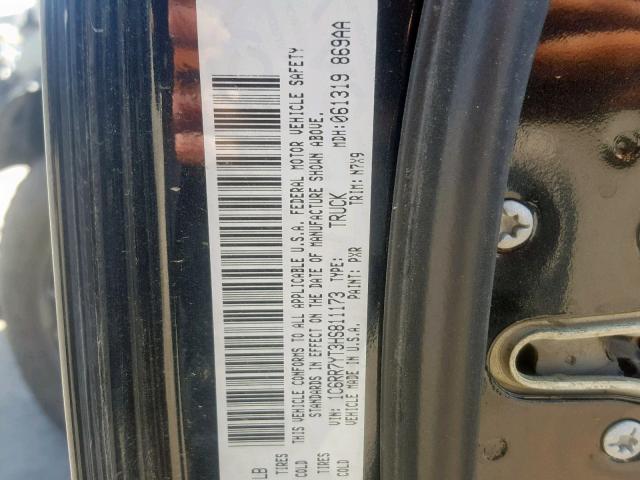 LB
TIRES
COLD
TIRES
COLD
THIS VEHICLE CONFORMS TO ALL APPLICABLE U.S.A. FEDERAL MOTOR VEHICLE SAFETY
STANDARDS IN EFFECT ON THE DATE OF MANUFACTURE SHOWN ABOVE.
VIN: 1C6RR7YT3HS811173 TYPE: TRUCK MDH: 061319 869AA
VEHICLE MADE IN U.S.A. PAINT: PXR TRIM: N7X9